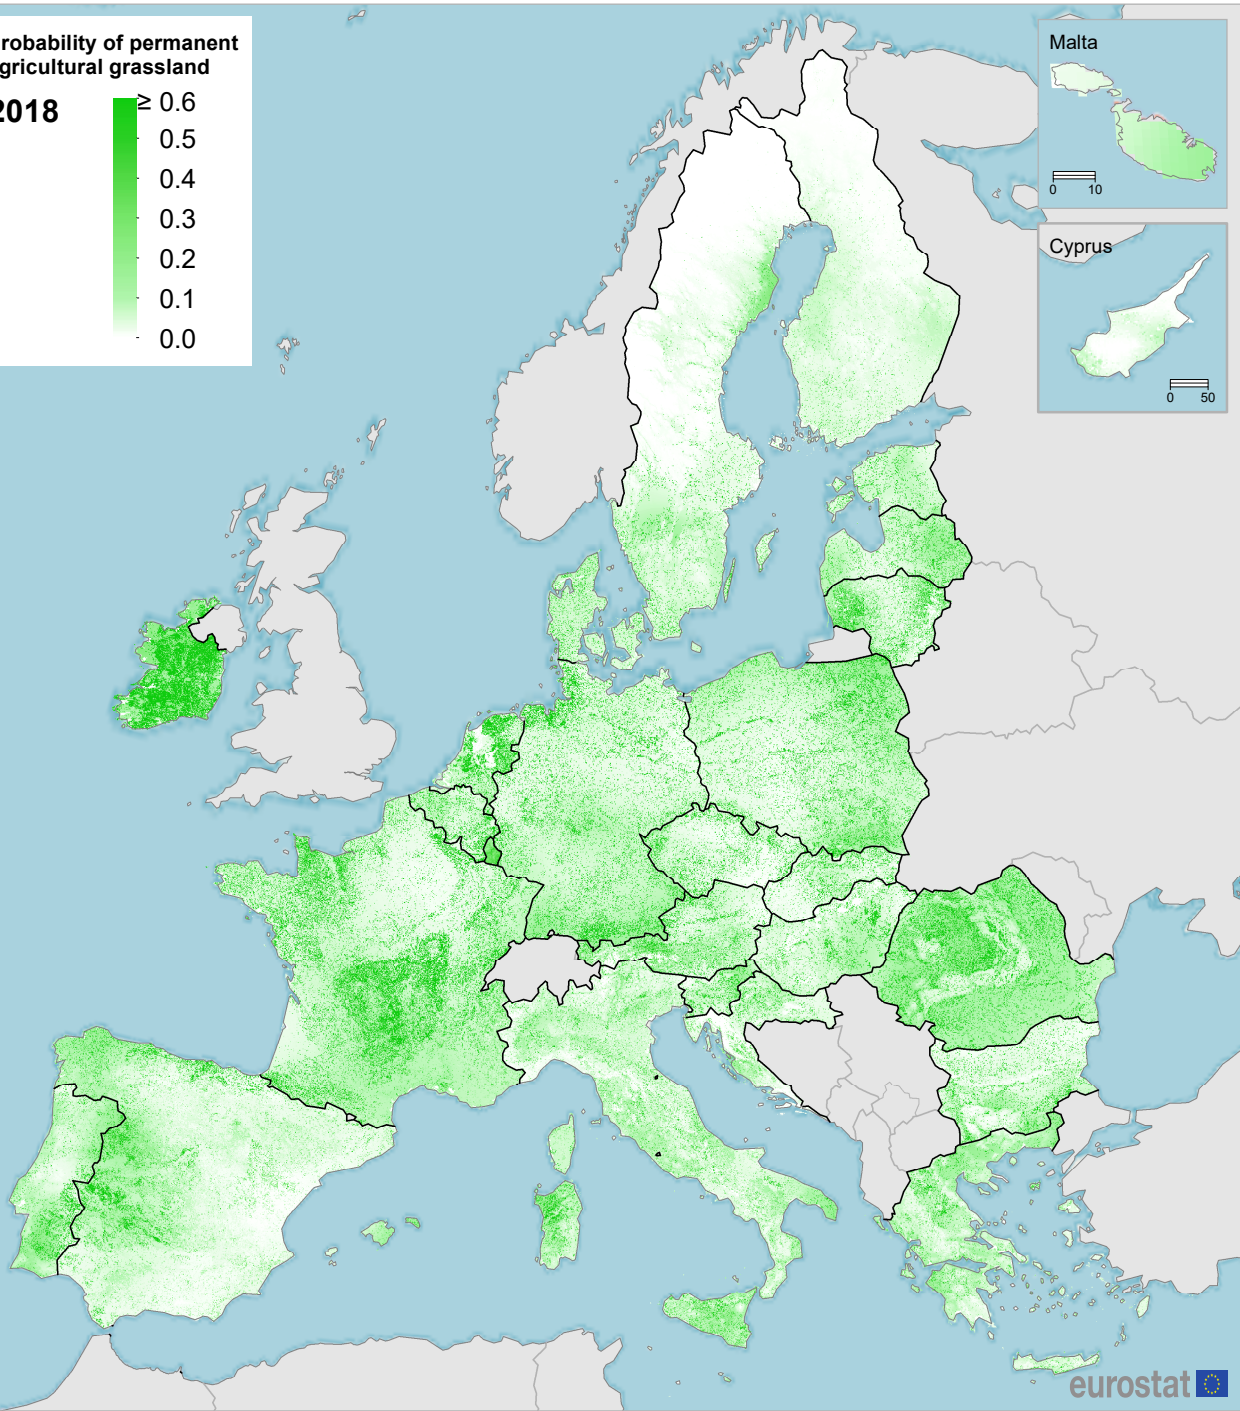 robability of permanent
gricultural grassland
2018
≥ 0.6
0.5
0.4
0.3
0.2
0.1
0.0
Malta
0 10
Cyprus
0 50
eurostat